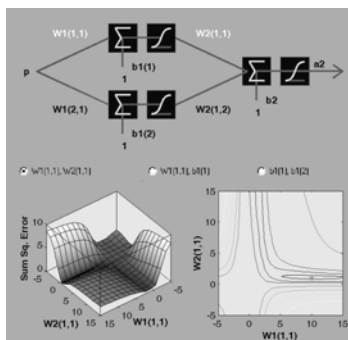 W1(1,1) W2(1,1)
b1(1)
1
p
a2
b2
1
W1(2,1) W2(1,2)
b1(2)
1
W1(1,1), W2(1,1) W1(1,1), b1(1) b1(1), b1(2)
Sum Sq. Error
10
5
0
-5
0
5
10
15
W2(1,1)
15
10
5
0
-5
W1(1,1)
W2(1,1)
15
10
5
0
-5
-5 0 5 10 15
W1(1,1)